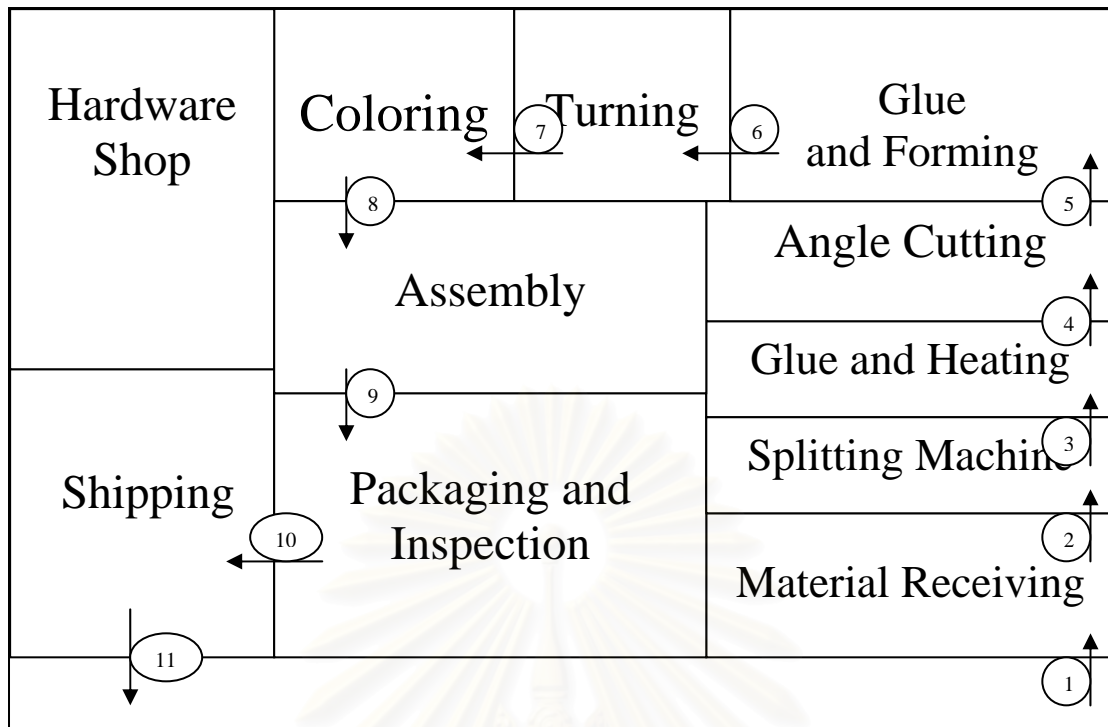 Hardware
Shop
Coloring
7
Turning
6
Glue
and Forming
8
5
Angle Cutting
Assembly
4
Glue and Heating
9
3
Splitting Machine
Shipping
Packaging and
Inspection
10
2
Material Receiving
11
1